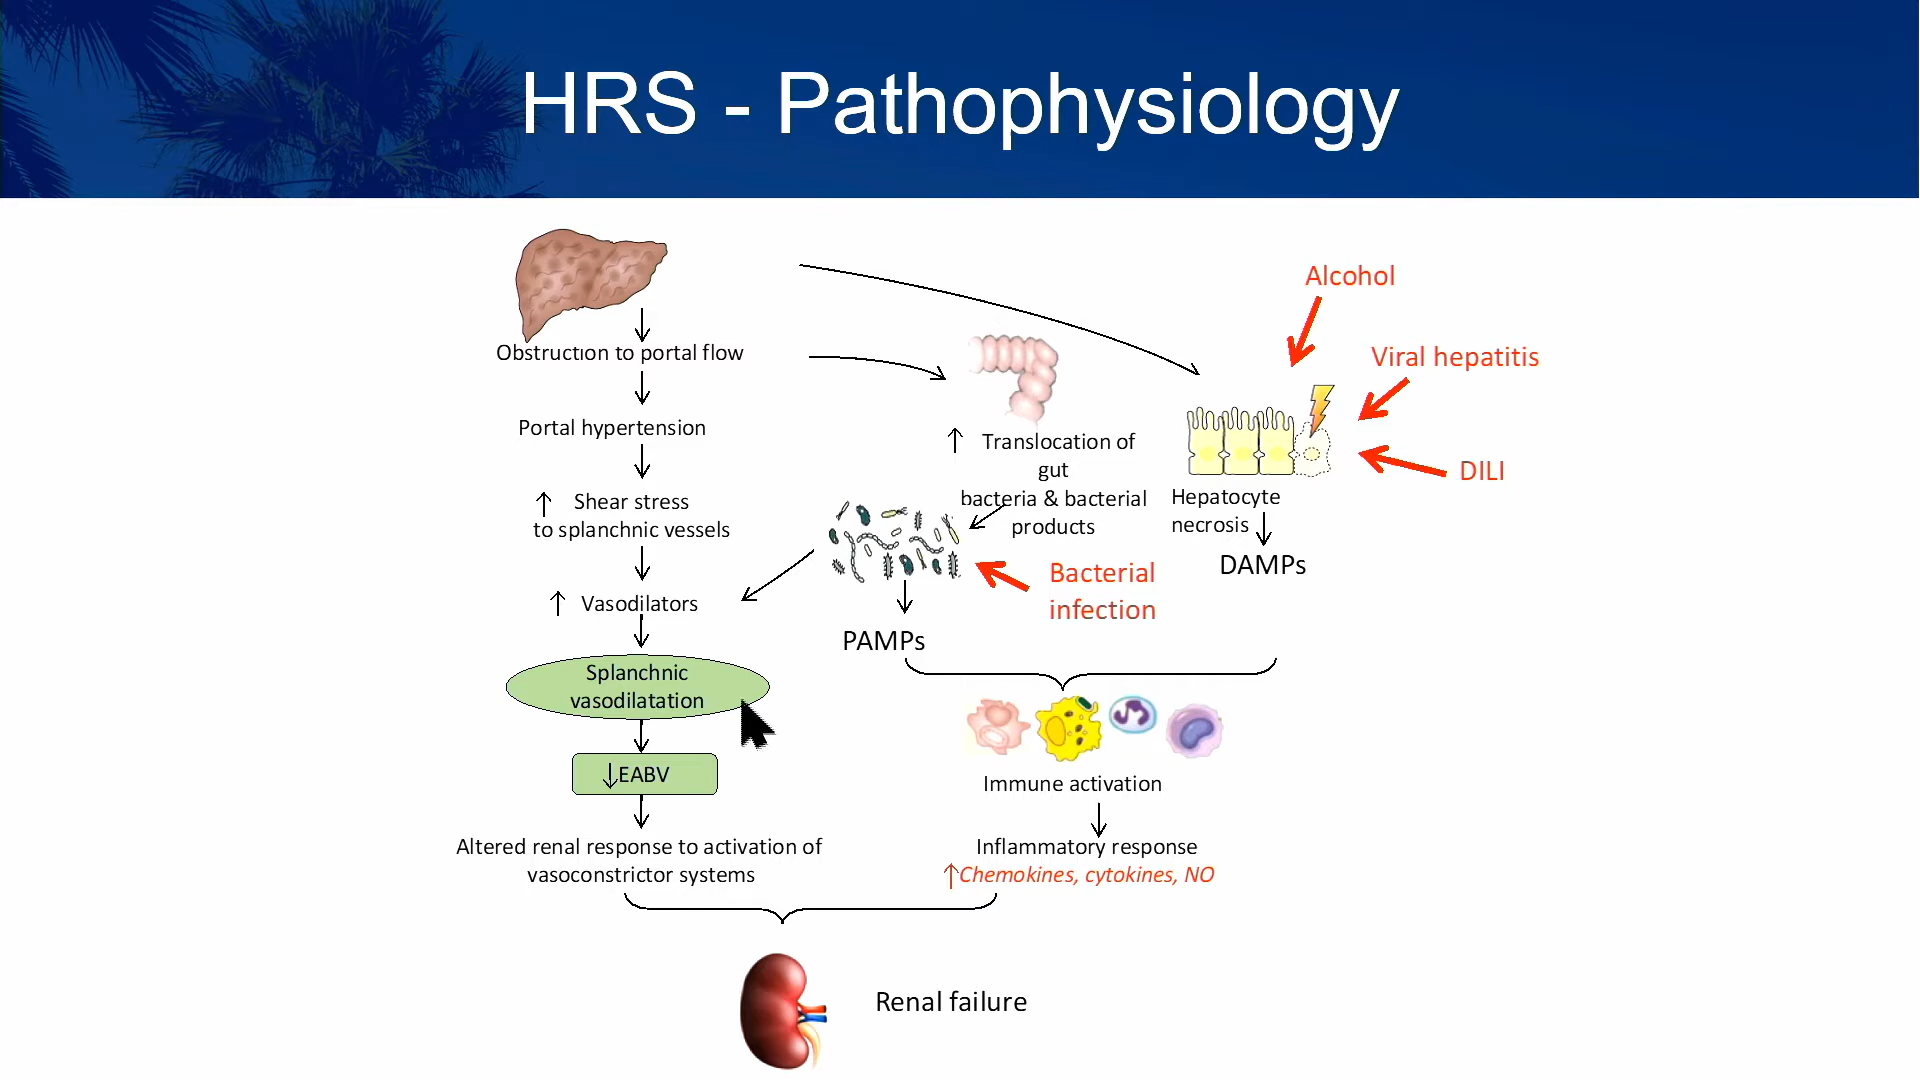 HRS - Pathophysiology
Obstruction to portal flow
Portal hypertension
↑ Shear stress
to splanchnic vessels
↑ Vasodilators
Splanchnic
vasodilatation
↓EABV
Altered renal response to activation of
vasoconstrictor systems
↑ Translocation of
gut
bacteria & bacterial
products
Bacterial
infection
PAMPs
Alcohol
Viral hepatitis
DILI
Hepatocyte
necrosis
DAMPs
Immune activation
Inflammatory response
↑Chemokines, cytokines, NO
Renal failure